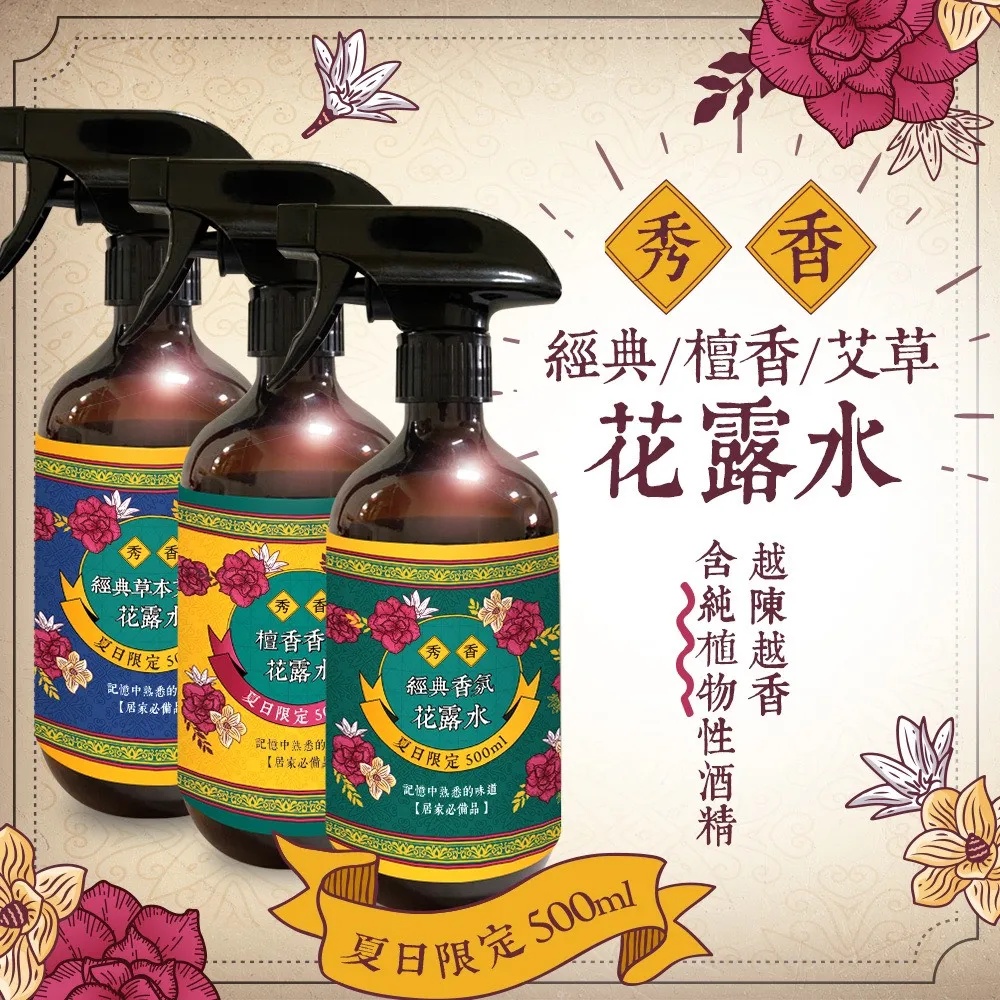 秀香
經典/檀香/艾草
花露水
越陳越香
含純植物性酒精
秀香
經典草本
花露水
夏日限定
記憶中熟悉的
【居家必備品
秀香
檀香香
花露水
夏日限定
記憶中熟悉的
【居家必備
秀香
經典香氛
花露水
夏日限定 500ml
記憶中熟悉的味道
【居家必備品】
夏日限定 500ml